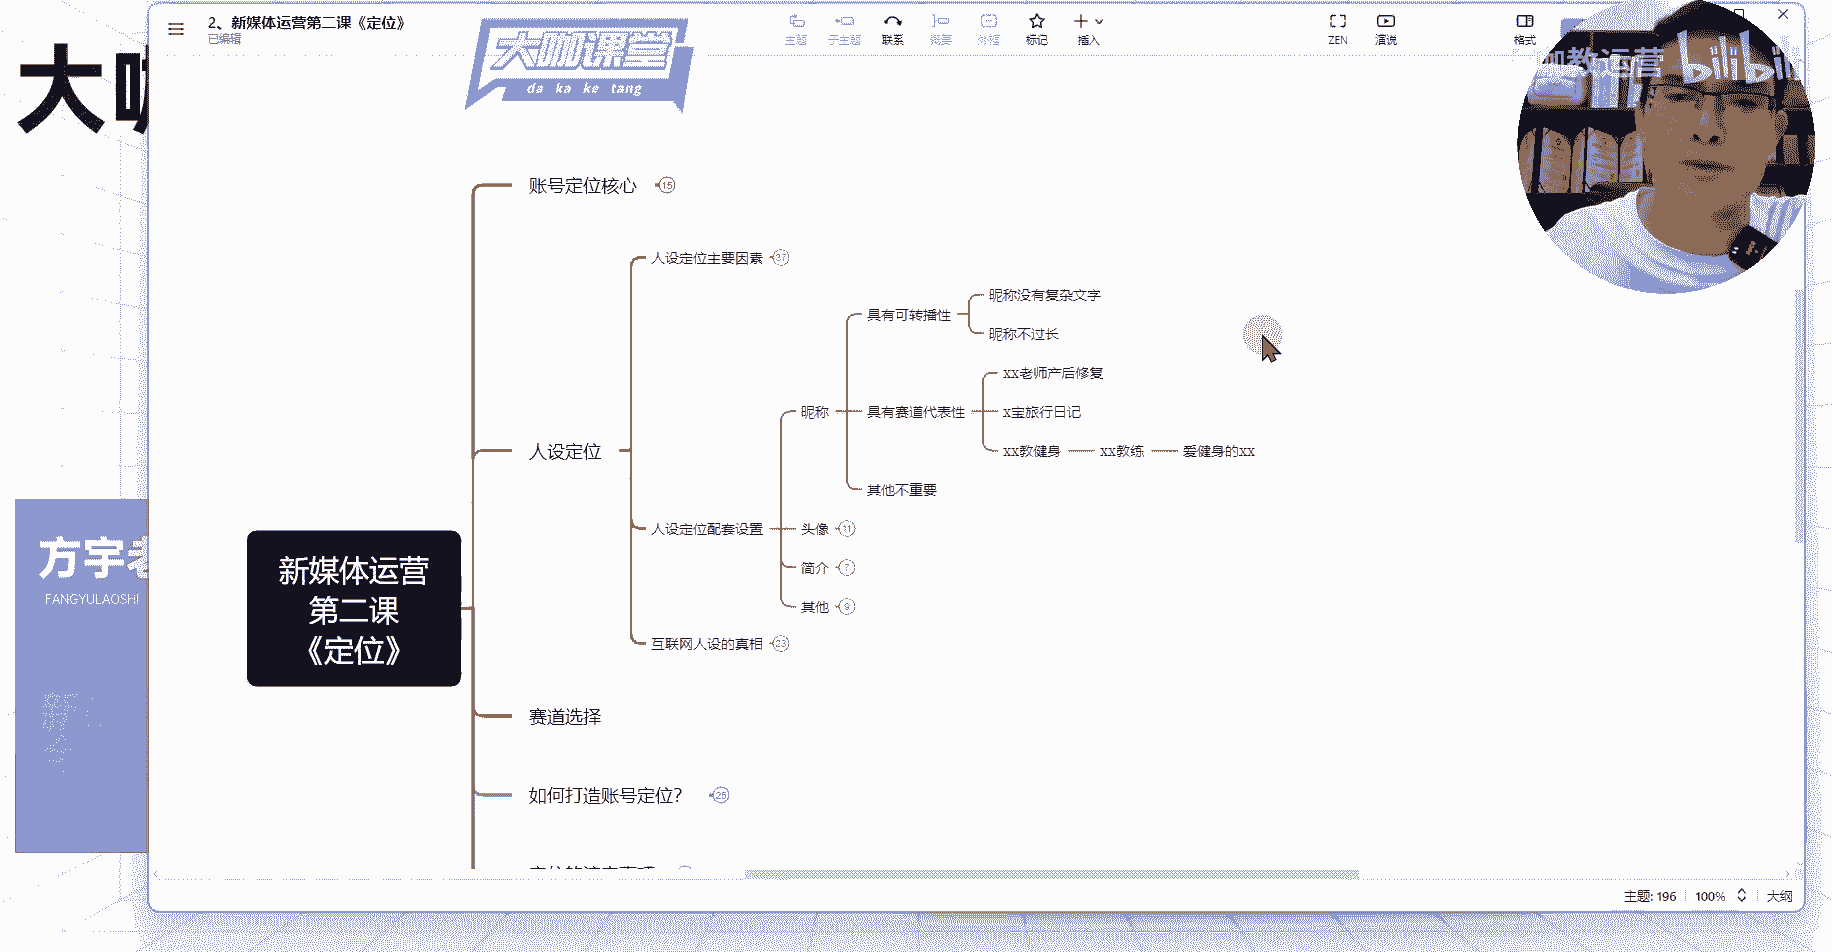 2、新媒体运营第二课《定位》
已编辑
主题
子主题
联系
概要
外框
标记
插入
ZEN
演说
格式
大咖课堂
da ka ke tang
教运营
bilibili
大
账号定位核心
15
人设定位主要因素
37
昵称没有复杂文字
具有可转播性
昵称不过长
xx老师产后修复
昵称
具有赛道代表性
x宝旅行日记
人设定位
xx教健身
xx教练
爱健身的xx
其他不重要
人设定位配套设置
头像
11
简介
7
其他
9
互联网人设的真相
23
新媒体运营
第二课
《定位》
方宇老
FANGYULAOSHI
赛道选择
如何打造账号定位？
25
主题: 196
100%
大纲